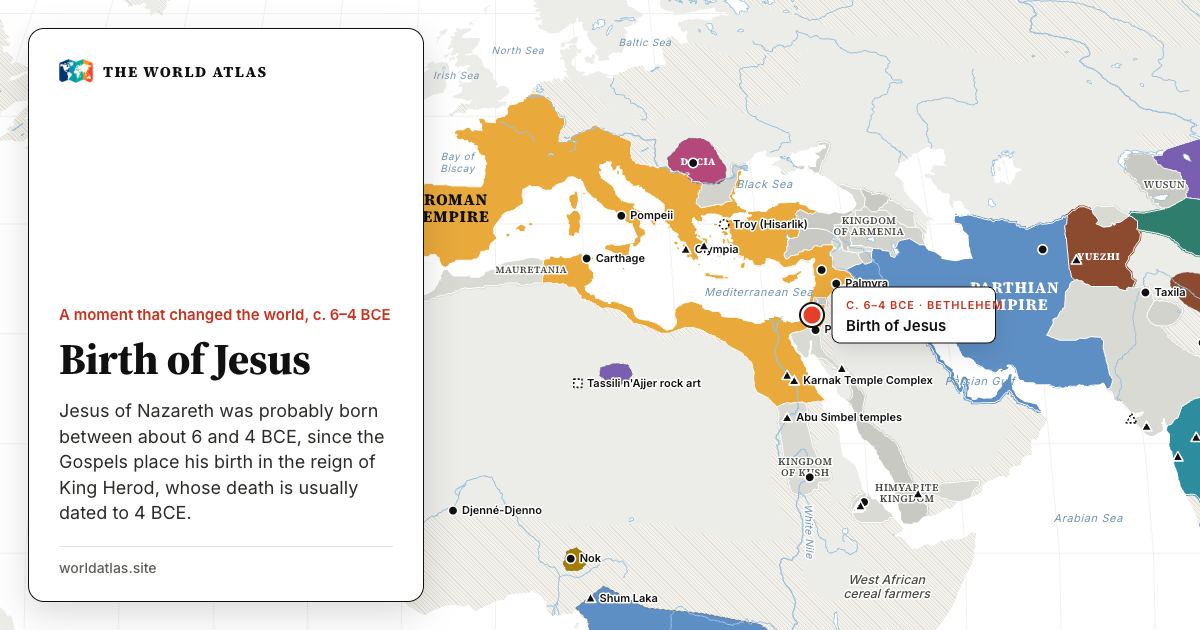 THE WORLD ATLAS
A moment that changed the world, c. 6–4 BCE
Birth of Jesus
Jesus of Nazareth was probably born
between about 6 and 4 BCE, since the
Gospels place his birth in the reign of
King Herod, whose death is usually
dated to 4 BCE.
worldatlas.site
North Sea
Baltic Sea
Irish Sea
Bay of
Biscay
ROMAN
EMPIRE
Black Sea
WUSUN
Pompeii
Troy (Hisarlik)
KINGDOM
OF ARMENIA
Olympia
Carthage
MAURETANIA
YUEZHI
Palmyra
PARTHIAN
EMPIRE
Taxila
Mediterranean Sea
C. 6–4 BCE · BETHLEHEM
Birth of Jesus
Tassili n'Ajjer rock art
Karnak Temple Complex
Persian Gulf
Abu Simbel temples
KINGDOM
OF KUSH
HIMYARITE
KINGDOM
Djenné-Djenno
White Nile
Arabian Sea
Nok
West African
cereal farmers
Shum Laka